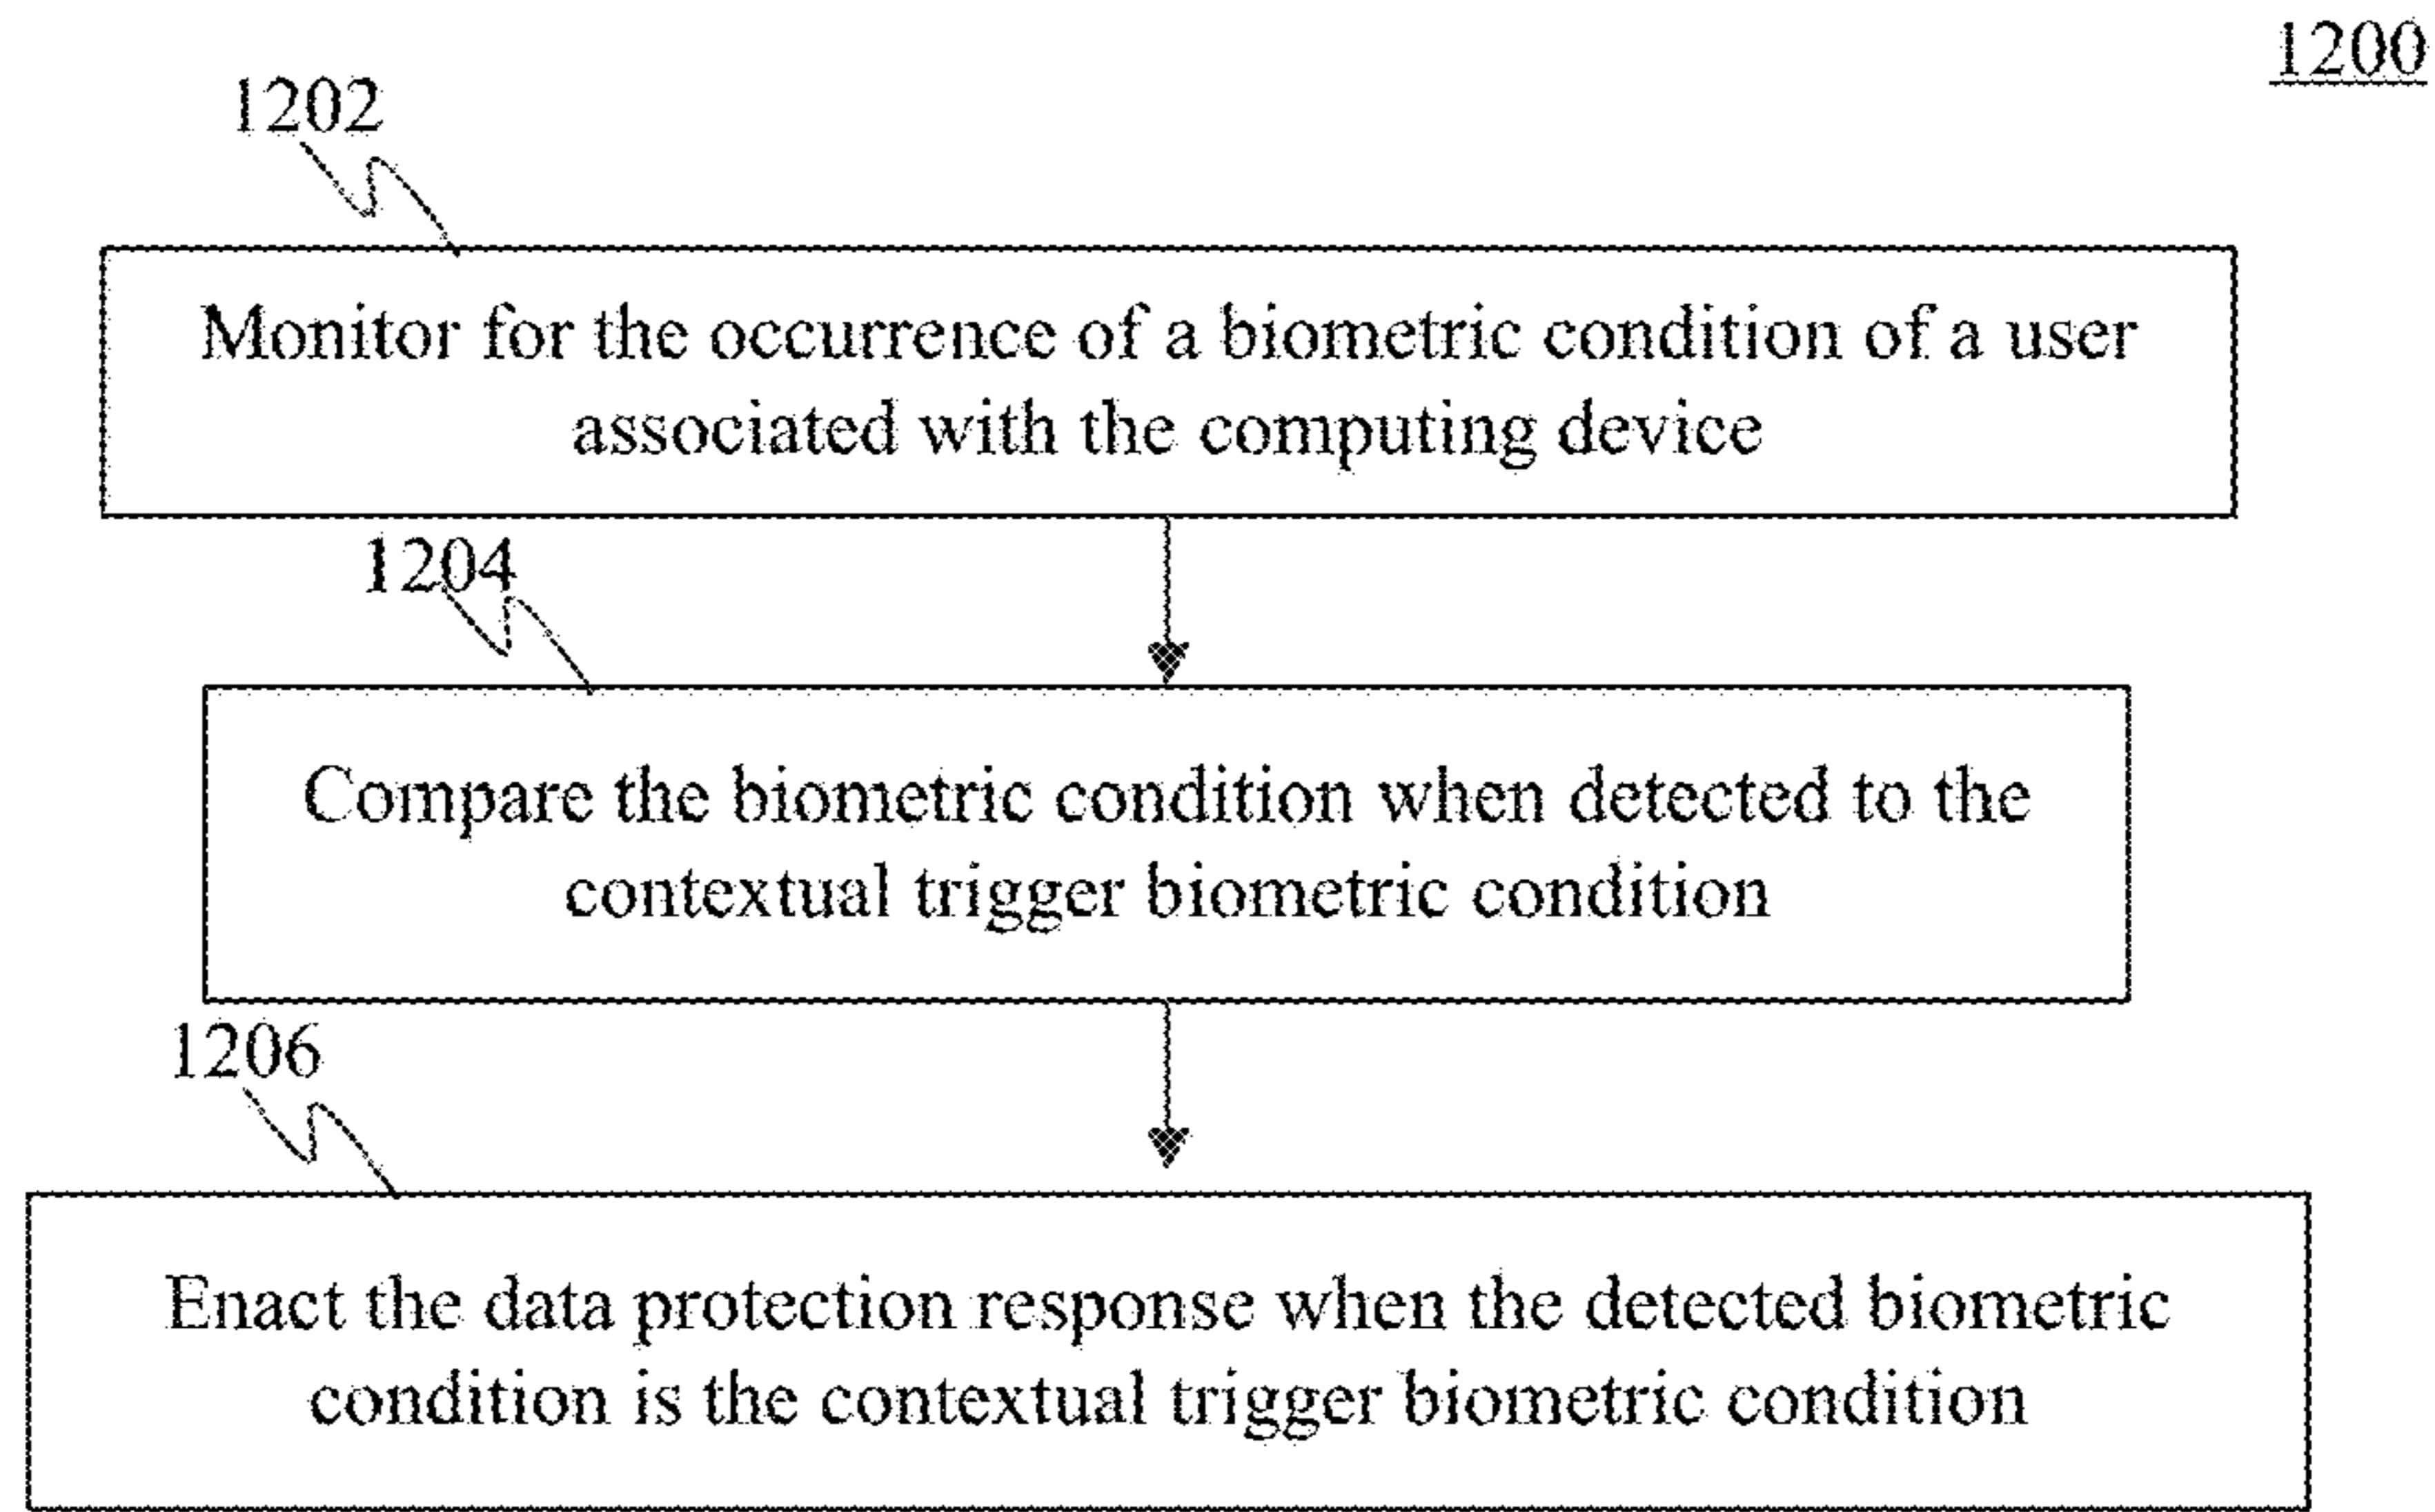 1200
1202
Monitor for the occurrence of a biometric condition of a user
associated with the computing device
1204
Compare the biometric condition when detected to the
contextual trigger biometric condition
1206
Enact the data protection response when the detected biometric
condition is the contextual trigger biometric condition